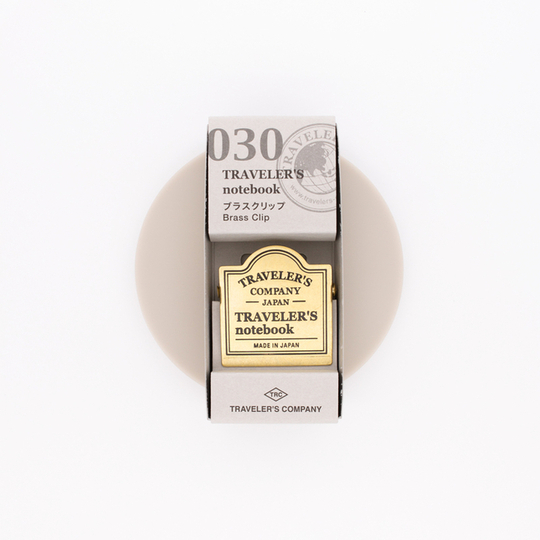 030
TRAVELER'S
TRAVELER'S
notebook
ブラスクリップ
Brass Clip
TRAVELER'S
COMPANY
JAPAN
TRAVELER'S
notebook
MADE IN JAPAN
TRC
TRAVELER'S COMPANY